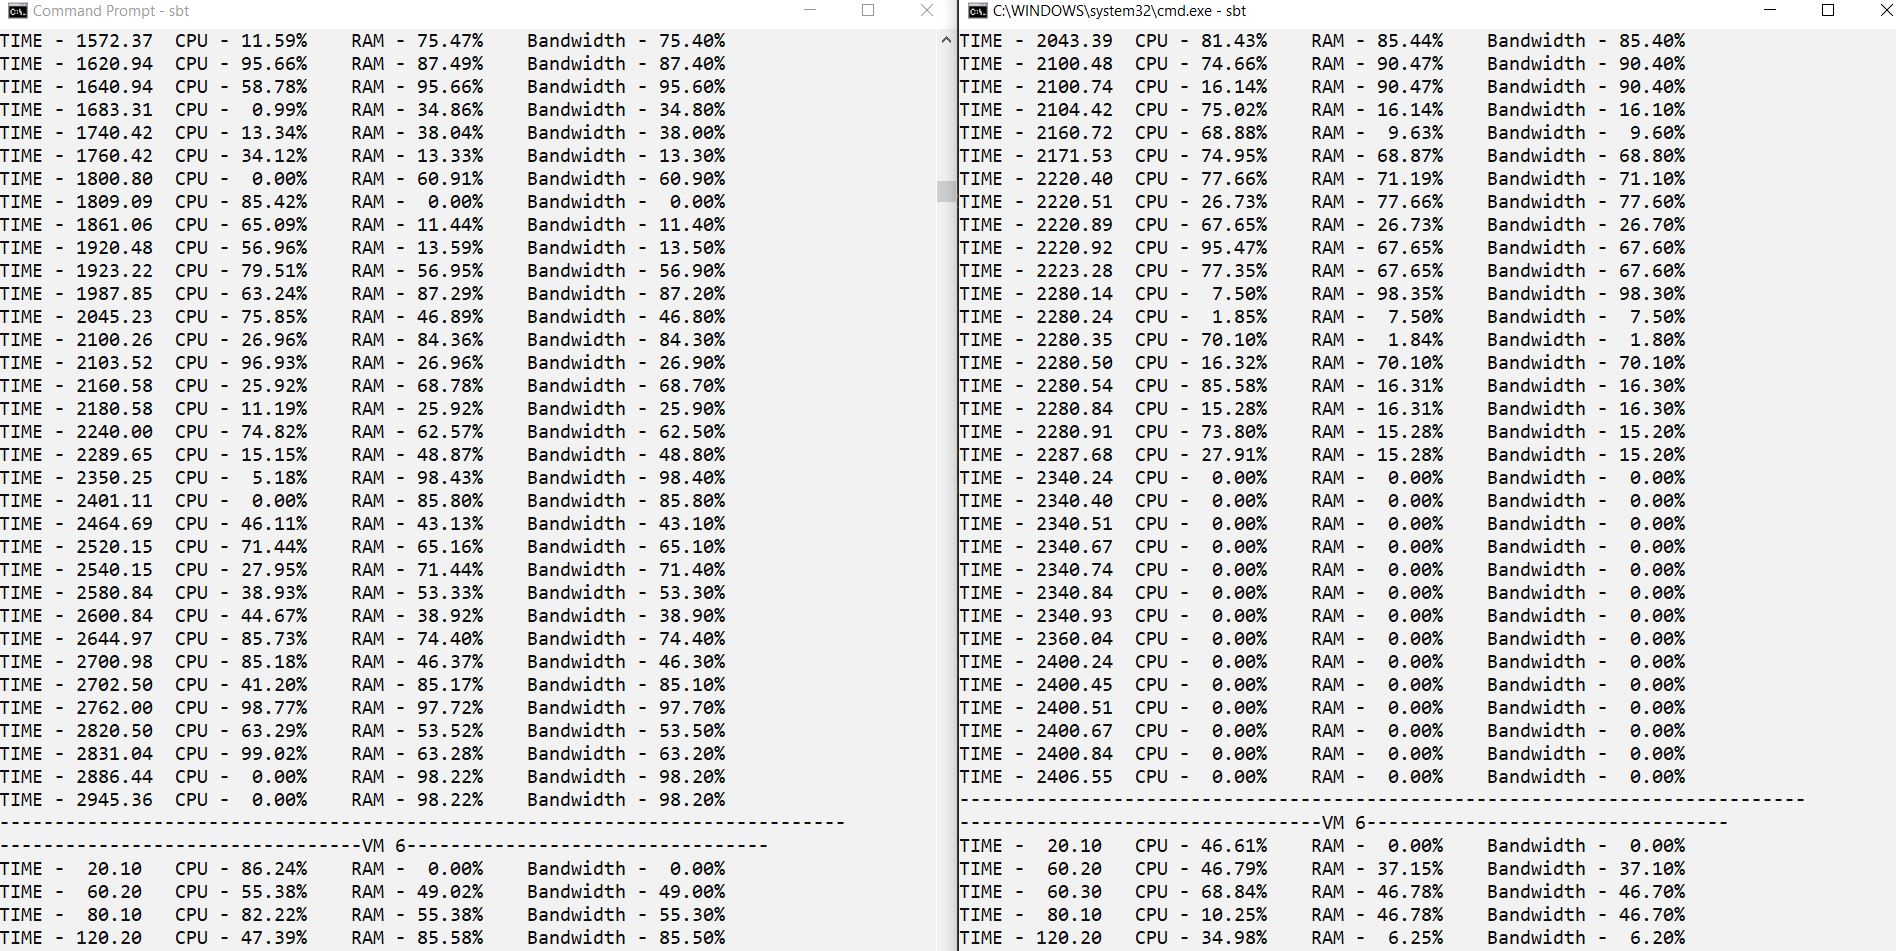 Command Prompt - sbt
TIME - 1572.37  CPU - 11.59%    RAM - 75.47%    Bandwidth - 75.40%
TIME - 1620.94  CPU - 95.66%    RAM - 87.49%    Bandwidth - 87.40%
TIME - 1640.94  CPU - 58.78%    RAM - 95.66%    Bandwidth - 95.60%
TIME - 1683.31  CPU -  0.99%    RAM - 34.86%    Bandwidth - 34.80%
TIME - 1740.42  CPU - 13.34%    RAM - 38.04%    Bandwidth - 38.00%
TIME - 1760.42  CPU - 34.12%    RAM - 13.33%    Bandwidth - 13.30%
TIME - 1800.80  CPU -  0.00%    RAM - 60.91%    Bandwidth - 60.90%
TIME - 1809.09  CPU - 85.42%    RAM -  0.00%    Bandwidth -  0.00%
TIME - 1861.06  CPU - 65.09%    RAM - 11.44%    Bandwidth - 11.40%
TIME - 1920.48  CPU - 56.96%    RAM - 13.59%    Bandwidth - 13.50%
TIME - 1923.22  CPU - 79.51%    RAM - 56.95%    Bandwidth - 56.90%
TIME - 1987.85  CPU - 63.24%    RAM - 87.29%    Bandwidth - 87.20%
TIME - 2045.23  CPU - 75.85%    RAM - 46.89%    Bandwidth - 46.80%
TIME - 2100.26  CPU - 26.96%    RAM - 84.36%    Bandwidth - 84.30%
TIME - 2103.52  CPU - 96.93%    RAM - 26.96%    Bandwidth - 26.90%
TIME - 2160.58  CPU - 25.92%    RAM - 68.78%    Bandwidth - 68.70%
TIME - 2180.58  CPU - 11.19%    RAM - 25.92%    Bandwidth - 25.90%
TIME - 2240.00  CPU - 74.82%    RAM - 62.57%    Bandwidth - 62.50%
TIME - 2289.65  CPU - 15.15%    RAM - 48.87%    Bandwidth - 48.80%
TIME - 2350.25  CPU -  5.18%    RAM - 98.43%    Bandwidth - 98.40%
TIME - 2401.11  CPU -  0.00%    RAM - 85.80%    Bandwidth - 85.80%
TIME - 2464.69  CPU - 46.11%    RAM - 43.13%    Bandwidth - 43.10%
TIME - 2520.15  CPU - 71.44%    RAM - 65.16%    Bandwidth - 65.10%
TIME - 2540.15  CPU - 27.95%    RAM - 71.44%    Bandwidth - 71.40%
TIME - 2580.84  CPU - 38.93%    RAM - 53.33%    Bandwidth - 53.30%
TIME - 2600.84  CPU - 44.67%    RAM - 38.92%    Bandwidth - 38.90%
TIME - 2644.97  CPU - 85.73%    RAM - 74.40%    Bandwidth - 74.40%
TIME - 2700.98  CPU - 85.18%    RAM - 46.37%    Bandwidth - 46.30%
TIME - 2702.50  CPU - 41.20%    RAM - 85.17%    Bandwidth - 85.10%
TIME - 2762.00  CPU - 98.77%    RAM - 97.72%    Bandwidth - 97.70%
TIME - 2820.50  CPU - 63.29%    RAM - 53.52%    Bandwidth - 53.50%
TIME - 2831.04  CPU - 99.02%    RAM - 63.28%    Bandwidth - 63.20%
TIME - 2886.44  CPU -  0.00%    RAM - 98.22%    Bandwidth - 98.20%
TIME - 2945.36  CPU -  0.00%    RAM - 98.22%    Bandwidth - 98.20%
-----------------------------------------------------------------------------
---------------------------------VM 6---------------------------------
TIME -  20.10   CPU - 86.24%    RAM -  0.00%    Bandwidth -  0.00%
TIME -  60.20   CPU - 55.38%    RAM - 49.02%    Bandwidth - 49.00%
TIME -  80.10   CPU - 82.22%    RAM - 55.38%    Bandwidth - 55.30%
TIME - 120.20   CPU - 47.39%    RAM - 85.58%    Bandwidth - 85.50%
C:\WINDOWS\system32\cmd.exe - sbt
TIME - 2043.39  CPU - 81.43%    RAM - 85.44%    Bandwidth - 85.40%
TIME - 2100.48  CPU - 74.66%    RAM - 90.47%    Bandwidth - 90.40%
TIME - 2100.74  CPU - 16.14%    RAM - 90.47%    Bandwidth - 90.40%
TIME - 2104.42  CPU - 75.02%    RAM - 16.14%    Bandwidth - 16.10%
TIME - 2160.72  CPU - 68.88%    RAM -  9.63%    Bandwidth -  9.60%
TIME - 2171.53  CPU - 74.95%    RAM - 68.87%    Bandwidth - 68.80%
TIME - 2220.40  CPU - 77.66%    RAM - 71.19%    Bandwidth - 71.10%
TIME - 2220.51  CPU - 26.73%    RAM - 77.66%    Bandwidth - 77.60%
TIME - 2220.89  CPU - 67.65%    RAM - 26.73%    Bandwidth - 26.70%
TIME - 2220.92  CPU - 95.47%    RAM - 67.65%    Bandwidth - 67.60%
TIME - 2223.28  CPU - 77.35%    RAM - 67.65%    Bandwidth - 67.60%
TIME - 2280.14  CPU -  7.50%    RAM - 98.35%    Bandwidth - 98.30%
TIME - 2280.24  CPU -  1.85%    RAM -  7.50%    Bandwidth -  7.50%
TIME - 2280.35  CPU - 70.10%    RAM -  1.84%    Bandwidth -  1.80%
TIME - 2280.50  CPU - 16.32%    RAM - 70.10%    Bandwidth - 70.10%
TIME - 2280.54  CPU - 85.58%    RAM - 16.31%    Bandwidth - 16.30%
TIME - 2280.84  CPU - 15.28%    RAM - 16.31%    Bandwidth - 16.30%
TIME - 2280.91  CPU - 73.80%    RAM - 15.28%    Bandwidth - 15.20%
TIME - 2287.68  CPU - 27.91%    RAM - 15.28%    Bandwidth - 15.20%
TIME - 2340.24  CPU -  0.00%    RAM -  0.00%    Bandwidth -  0.00%
TIME - 2340.40  CPU -  0.00%    RAM -  0.00%    Bandwidth -  0.00%
TIME - 2340.51  CPU -  0.00%    RAM -  0.00%    Bandwidth -  0.00%
TIME - 2340.67  CPU -  0.00%    RAM -  0.00%    Bandwidth -  0.00%
TIME - 2340.74  CPU -  0.00%    RAM -  0.00%    Bandwidth -  0.00%
TIME - 2340.84  CPU -  0.00%    RAM -  0.00%    Bandwidth -  0.00%
TIME - 2340.93  CPU -  0.00%    RAM -  0.00%    Bandwidth -  0.00%
TIME - 2360.04  CPU -  0.00%    RAM -  0.00%    Bandwidth -  0.00%
TIME - 2400.24  CPU -  0.00%    RAM -  0.00%    Bandwidth -  0.00%
TIME - 2400.45  CPU -  0.00%    RAM -  0.00%    Bandwidth -  0.00%
TIME - 2400.51  CPU -  0.00%    RAM -  0.00%    Bandwidth -  0.00%
TIME - 2400.67  CPU -  0.00%    RAM -  0.00%    Bandwidth -  0.00%
TIME - 2400.84  CPU -  0.00%    RAM -  0.00%    Bandwidth -  0.00%
TIME - 2406.55  CPU -  0.00%    RAM -  0.00%    Bandwidth -  0.00%
-----------------------------------------------------------------------------
---------------------------------VM 6---------------------------------
TIME -  20.10   CPU - 46.61%    RAM -  0.00%    Bandwidth -  0.00%
TIME -  60.20   CPU - 46.79%    RAM - 37.15%    Bandwidth - 37.10%
TIME -  60.30   CPU - 68.84%    RAM - 46.78%    Bandwidth - 46.70%
TIME -  80.10   CPU - 10.25%    RAM - 46.78%    Bandwidth - 46.70%
TIME - 120.20   CPU - 34.98%    RAM -  6.25%    Bandwidth -  6.20%